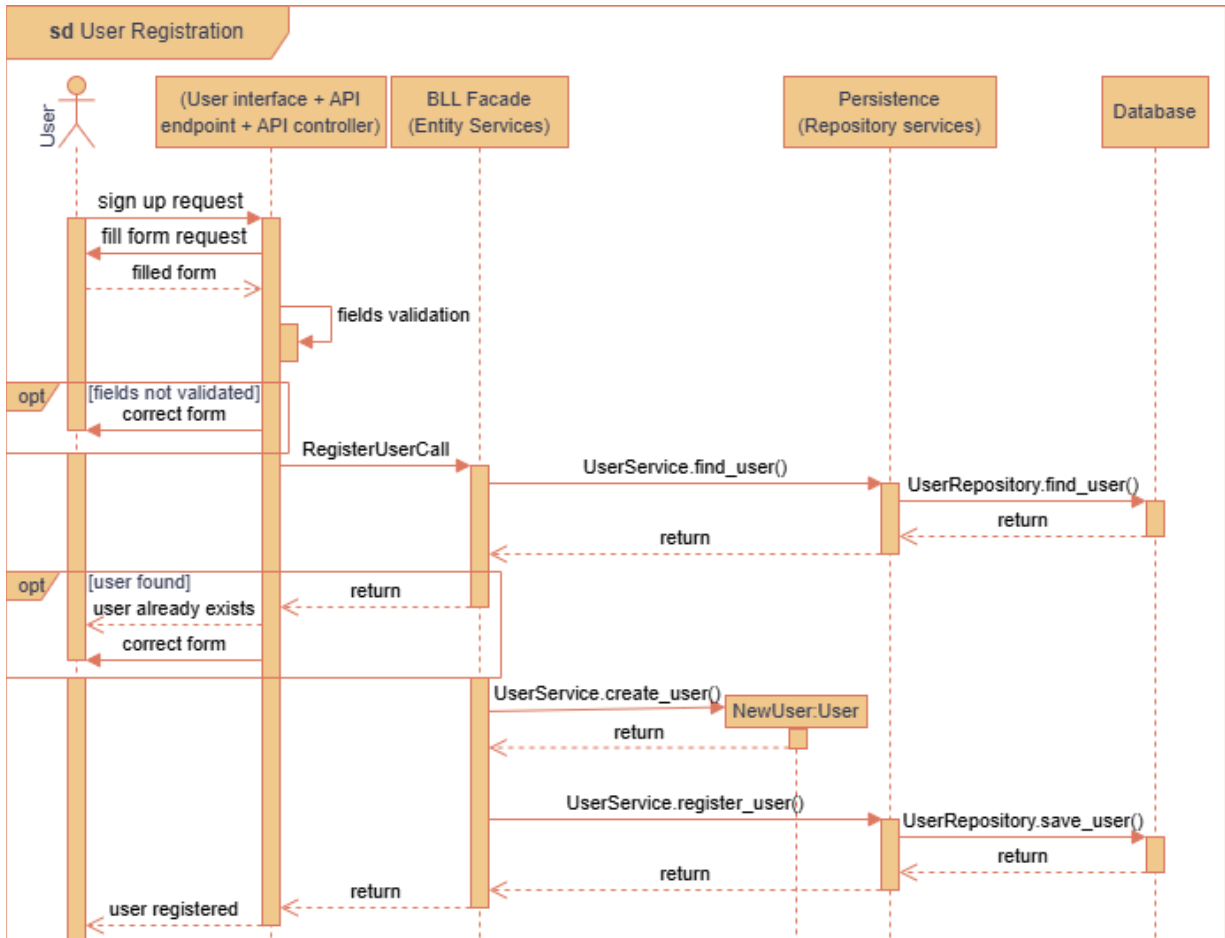 sd User Registration
User
(User interface + API
endpoint + API controller)
BLL Facade
(Entity Services)
Persistence
(Repository services)
Database
sign up request
fill form request
filled form
fields validation
opt
[fields not validated]
correct form
RegisterUserCall
UserService.find_user()
UserRepository.find_user()
return
return
opt
[user found]
return
user already exists
correct form
UserService.create_user()
NewUser:User
return
UserService.register_user()
UserRepository.save_user()
return
return
return
user registered